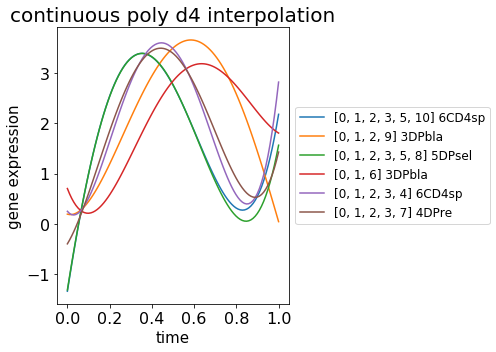 continuous poly d4 interpolation
gene expression
3
2
1
0
−1
0.0 0.2 0.4 0.6 0.8 1.0
time
[0, 1, 2, 3, 5, 10] 6CD4sp
[0, 1, 2, 9] 3DPbla
[0, 1, 2, 3, 5, 8] 5DPsel
[0, 1, 6] 3DPbla
[0, 1, 2, 3, 4] 6CD4sp
[0, 1, 2, 3, 7] 4DPre